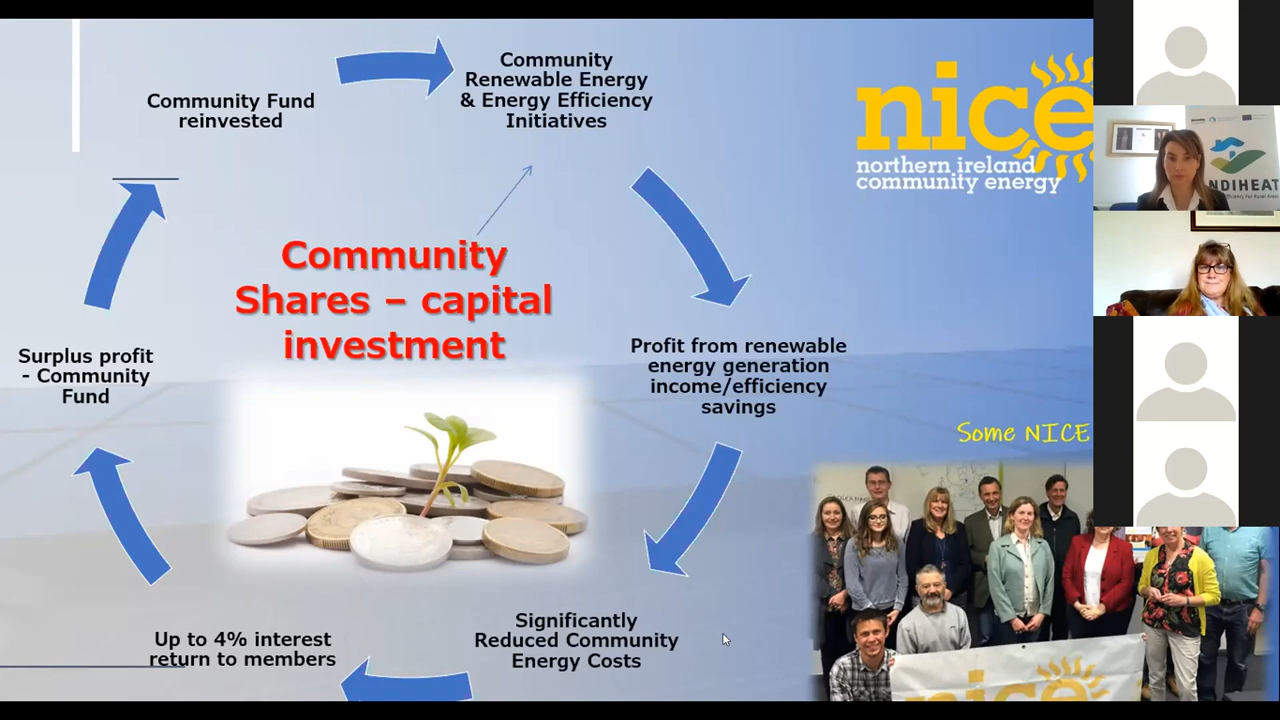 Community
Renewable Energy
& Energy Efficiency
Initiatives
Community Fund
reinvested
nice
northern ireland
community energy
NDIHEAT
Community
Shares – capital
investment
Surplus profit
- Community
Fund
Profit from renewable
energy generation
income/efficiency
savings
Some NICE
Significantly
Reduced Community
Energy Costs
Up to 4% interest
return to members
nice